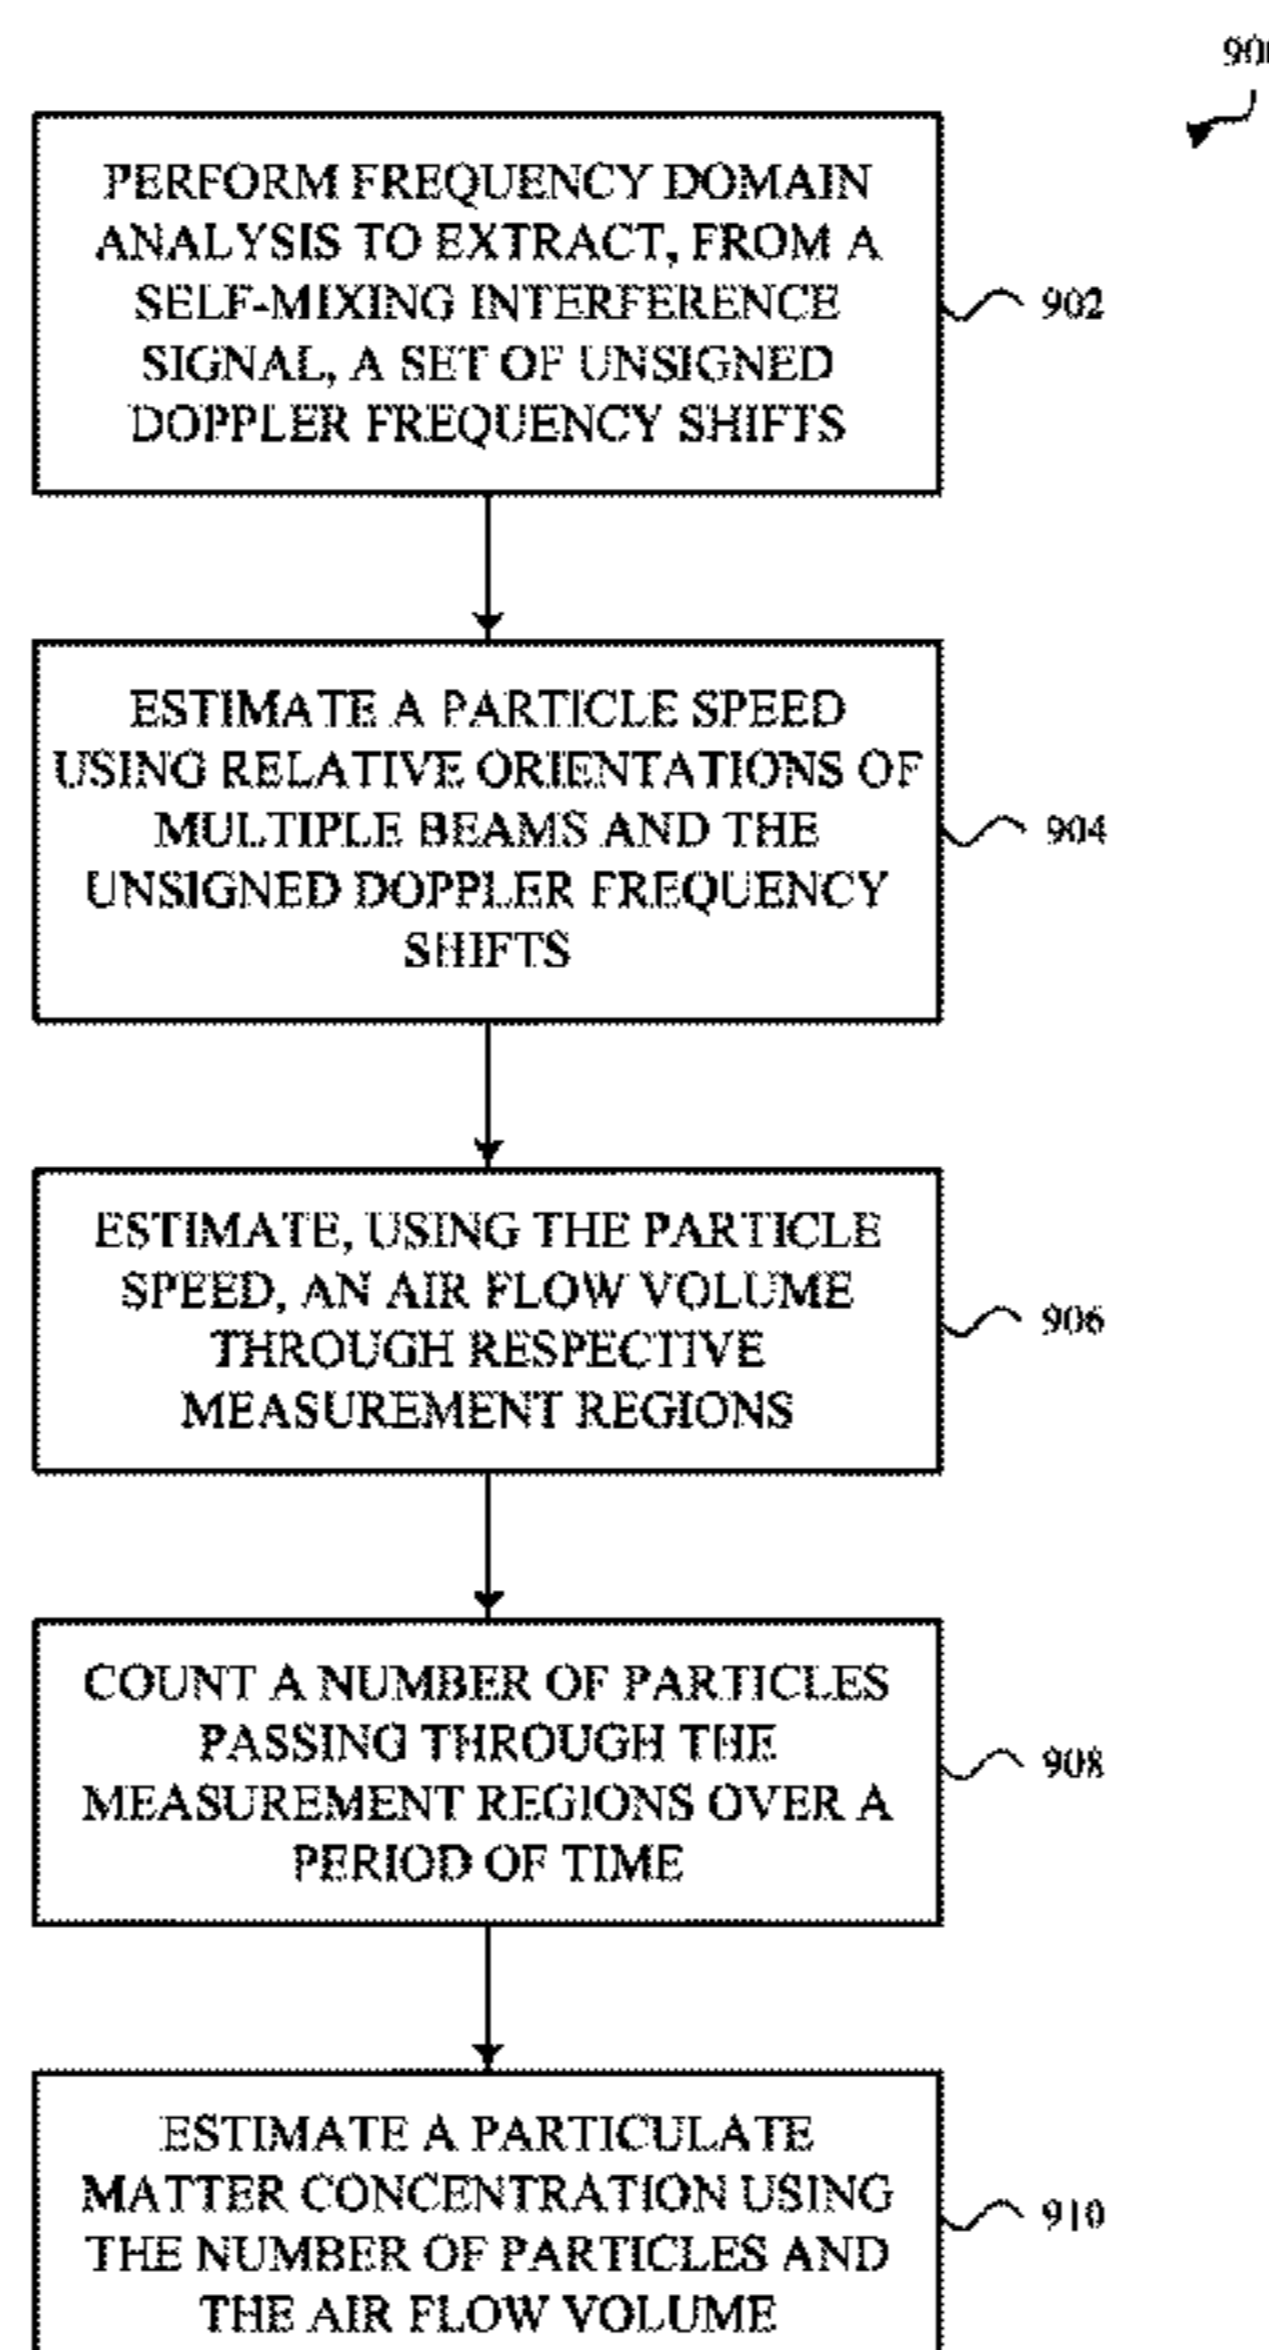 PERFORM FREQUENCY DOMAIN
ANALYSIS TO EXTRACT, FROM A
SELF-MIXING INTERFERENCE
SIGNAL, A SET OF UNSIGNED
DOPPLER FREQUENCY SHIFTS
902
ESTIMATE A PARTICLE SPEED
USING RELATIVE ORIENTATIONS OF
MULTIPLE BEAMS AND THE
UNSIGNED DOPPLER FREQUENCY
SHIFTS
904
ESTIMATE, USING THE PARTICLE
SPEED, AN AIR FLOW VOLUME
THROUGH RESPECTIVE
MEASUREMENT REGIONS
906
COUNT A NUMBER OF PARTICLES
PASSING THROUGH THE
MEASUREMENT REGIONS OVER A
PERIOD OF TIME
908
ESTIMATE A PARTICULATE
MATTER CONCENTRATION USING
THE NUMBER OF PARTICLES AND
THE AIR FLOW VOLUME
910